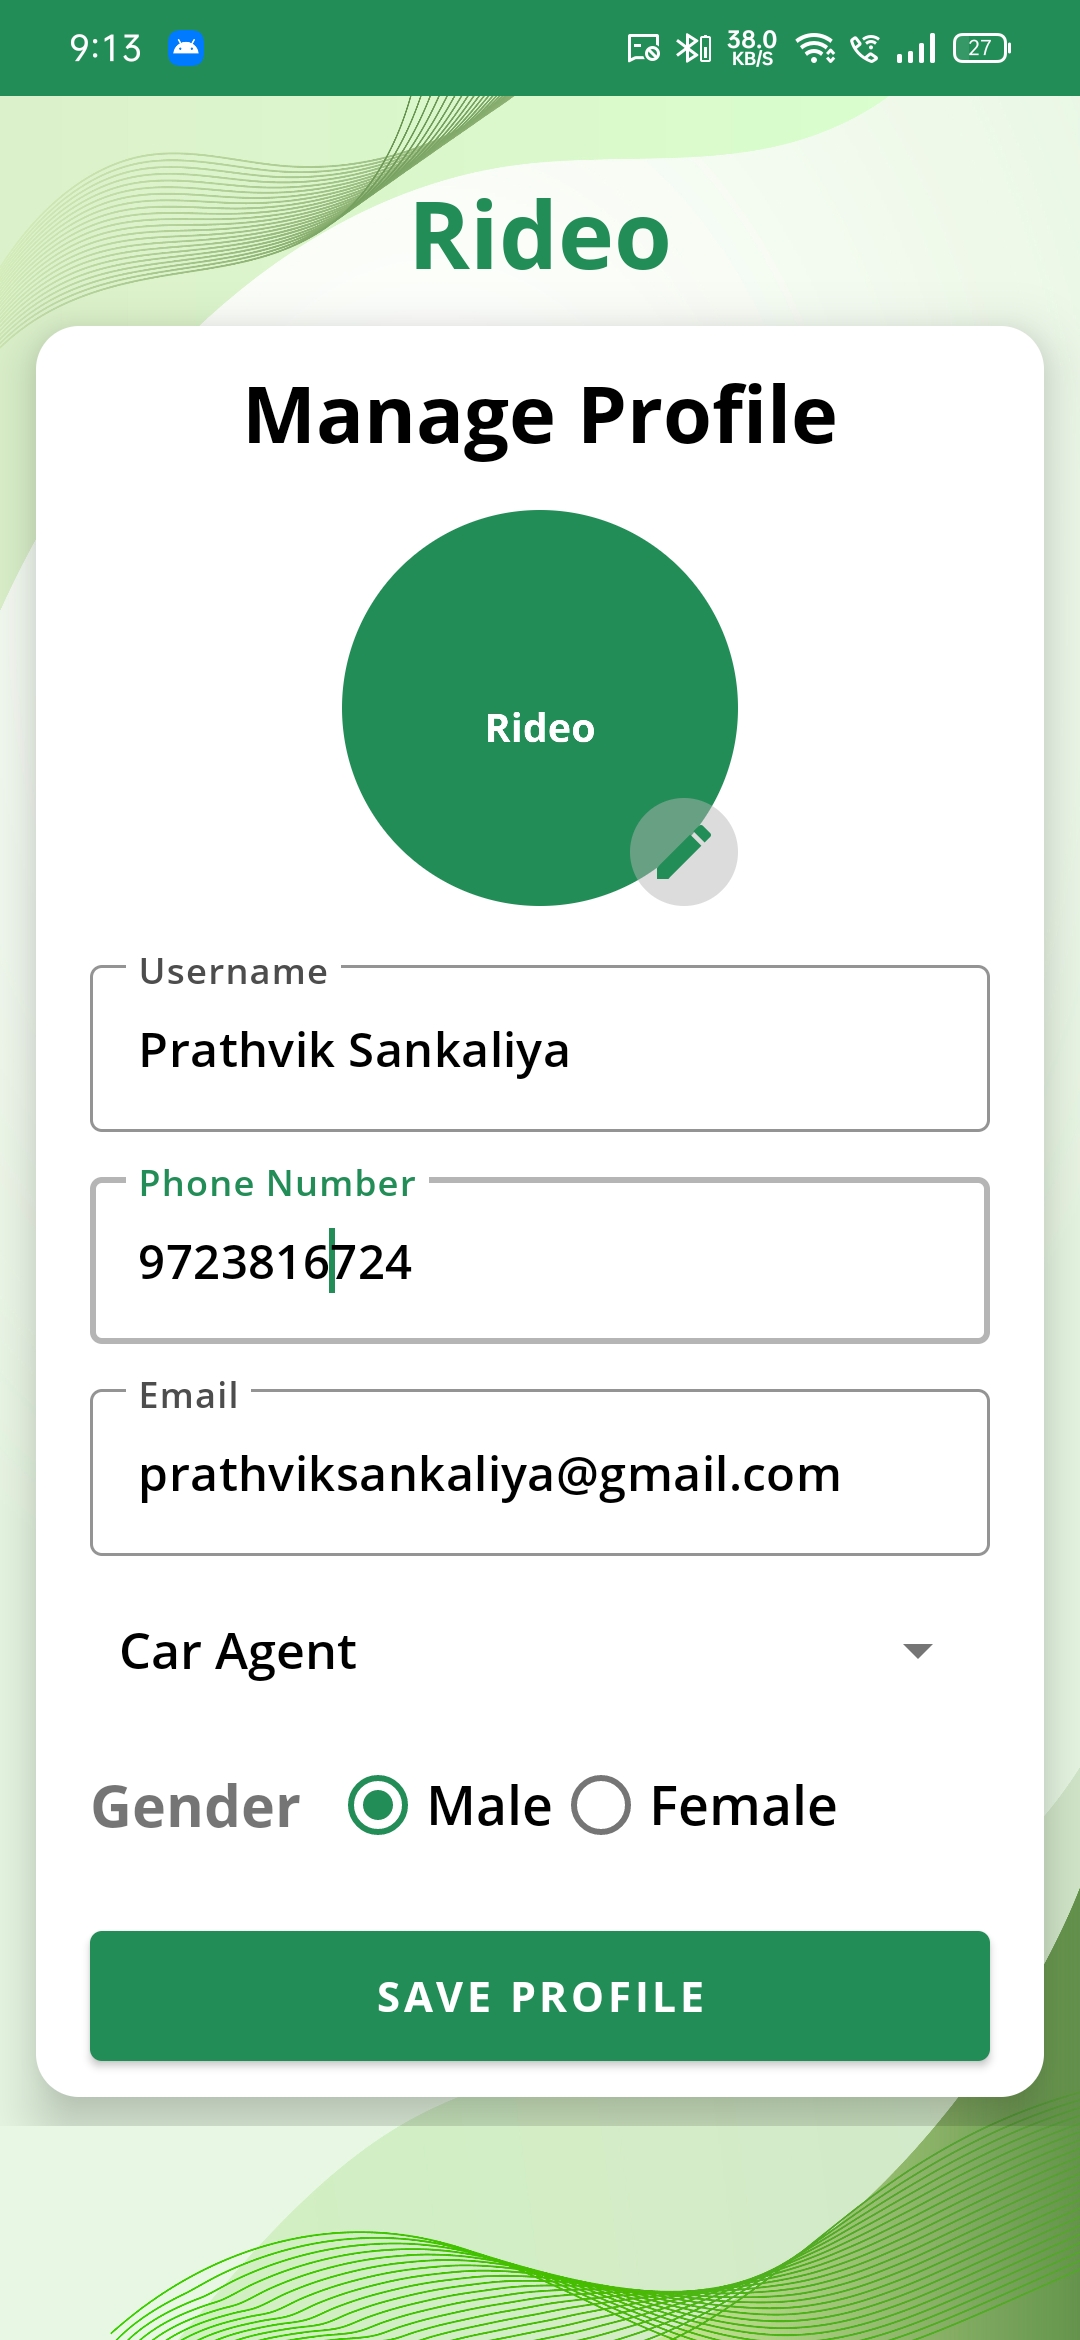 9:13 38.0 KB/S 27
Rideo
Manage Profile
Rideo
Username
Prathvik Sankaliya
Phone Number
9723816724
Email
prathviksankaliya@gmail.com
Car Agent
Gender Male Female
SAVE PROFILE